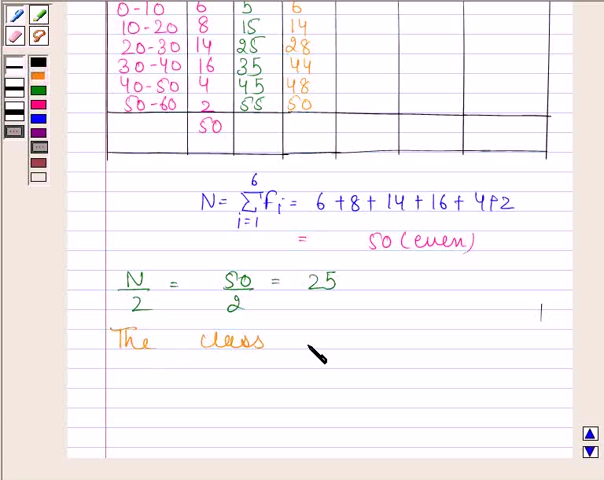 0-10 6 5 6
10-20 8 15 14
20-30 14 25 28
30-40 16 35 44
40-50 4 45 48
50-60 2 55 50
50
N = 6 Σ i=1 fi = 6 + 8 + 14 + 16 + 4+2
= 50 (even)
N/2 = 50/2 = 25
The class